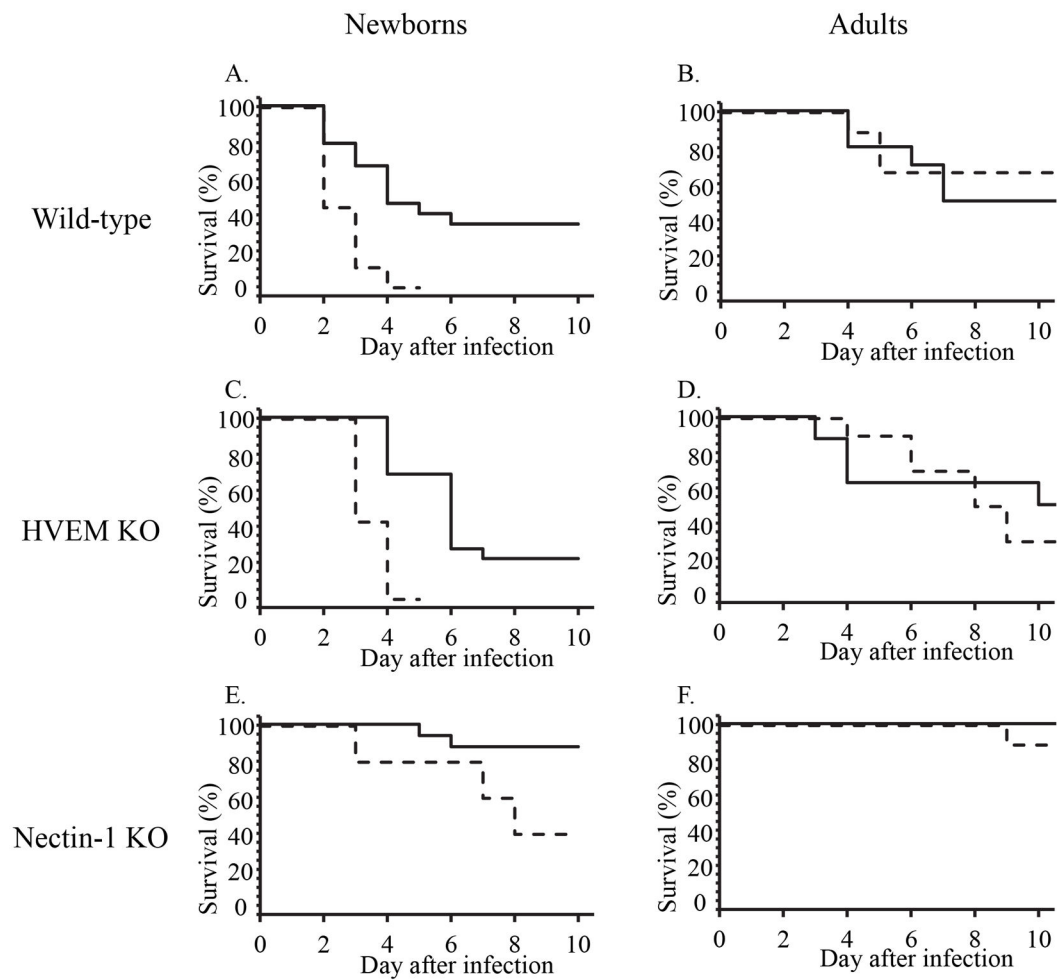 Newborns
Adults
Wild-type
A.
Survival (%)
100
80
60
40
20
0
0 2 4 6 8 10
Day after infection
B.
Survival (%)
100
80
60
40
20
0
0 2 4 6 8 10
Day after infection
HVEM KO
C.
Survival (%)
100
80
60
40
20
0
0 2 4 6 8 10
Day after infection
D.
Survival (%)
100
80
60
40
20
0
0 2 4 6 8 10
Day after infection
Nectin-1 KO
E.
Survival (%)
100
80
60
40
20
0
0 2 4 6 8 10
Day after infection
F.
Survival (%)
100
80
60
40
20
0
0 2 4 6 8 10
Day after infection